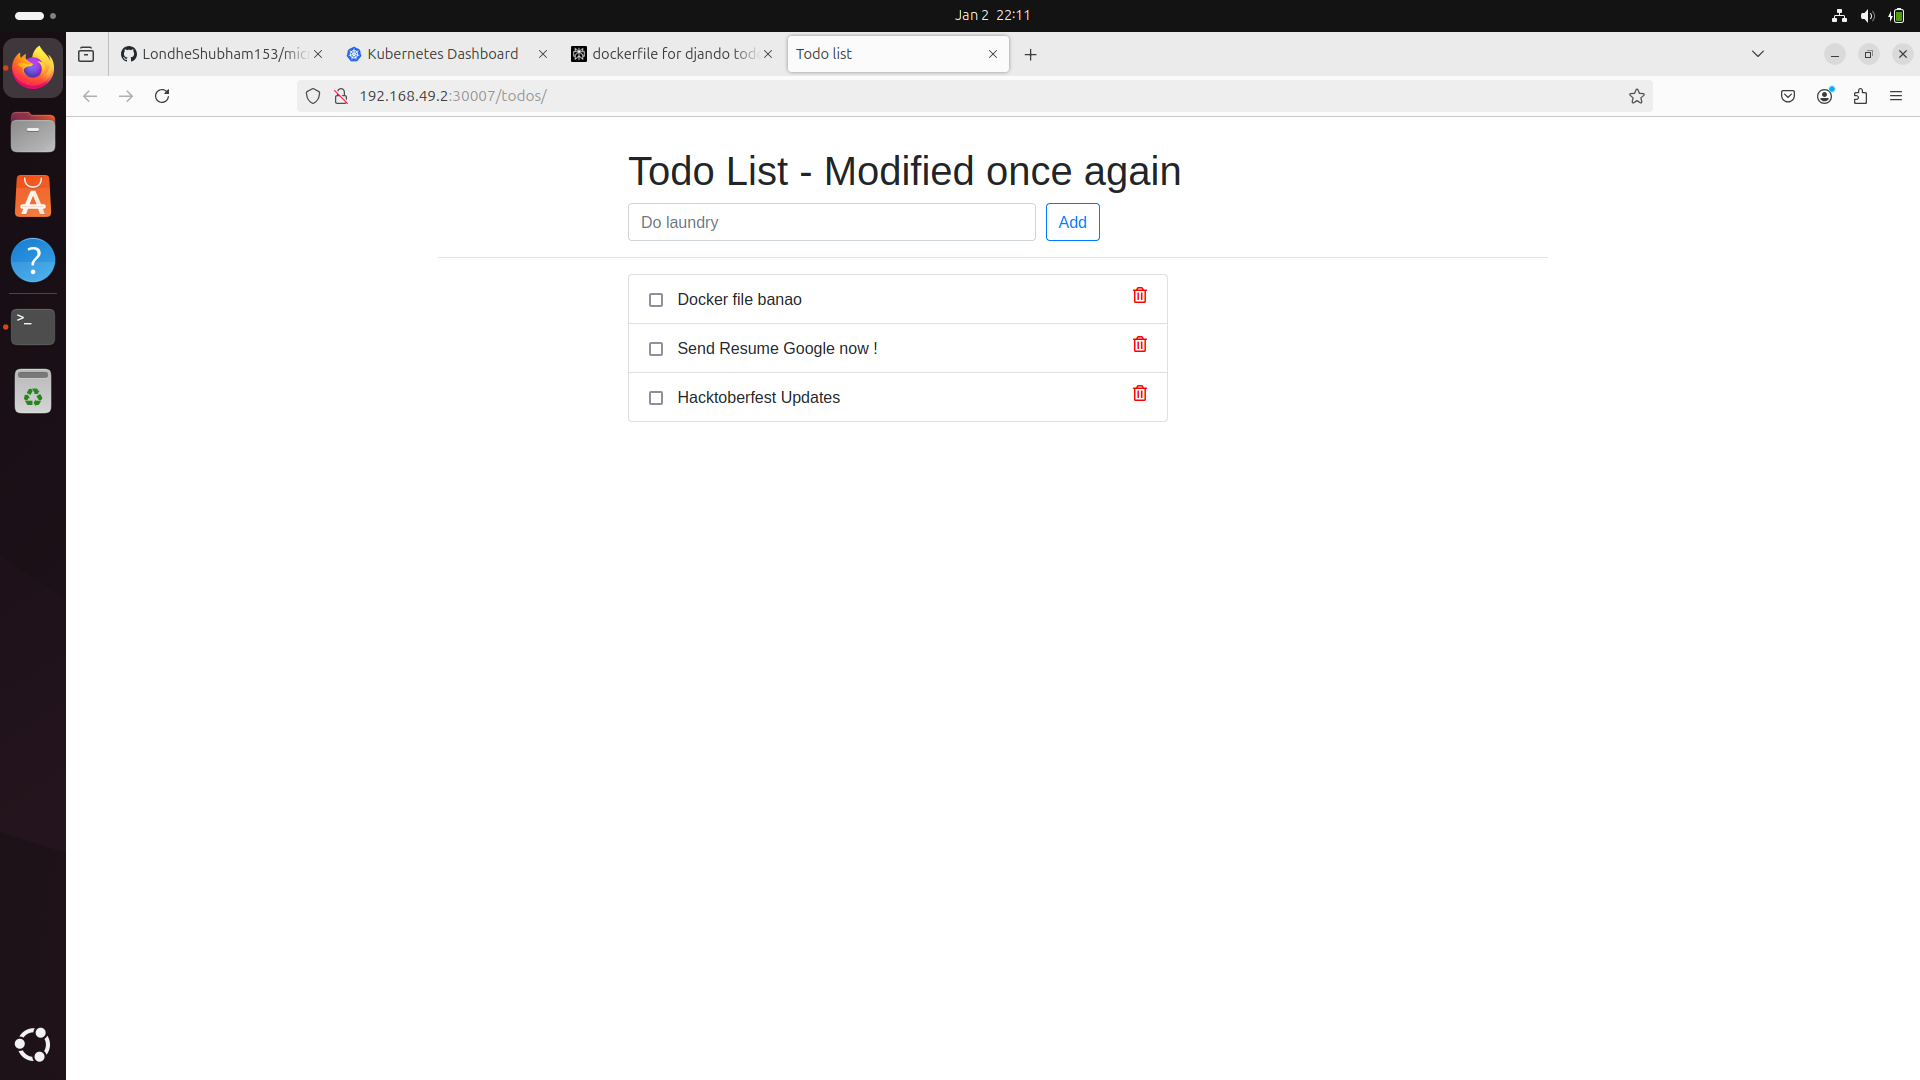 Jan 2 22:11
LondheShubham153/mic
Kubernetes Dashboard
dockerfile for djando tod
Todo list
192.168.49.2:30007/todos/
Todo List - Modified once again
Do laundry
Add
Docker file banao
Send Resume Google now !
Hacktoberfest Updates